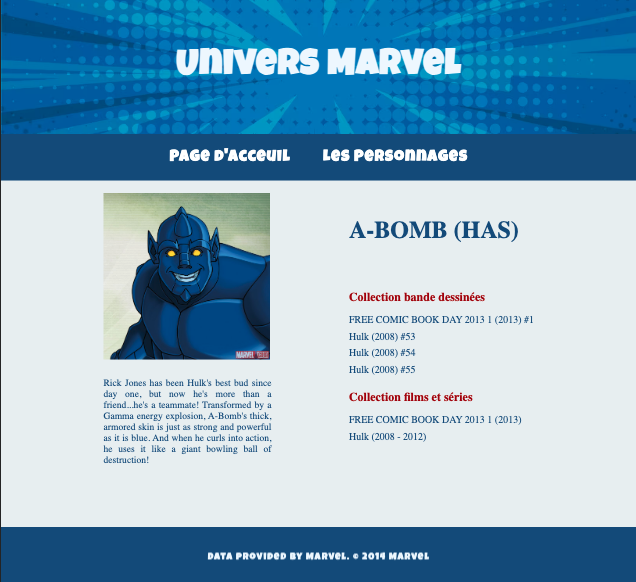 Univers Marvel
Page d'acceuil
Les personnages
A-BOMB (HAS)
MARVEL
Rick Jones has been Hulk's best bud since
day one, but now he's more than a
friend...he's a teammate! Transformed by a
Gamma energy explosion, A-Bomb's thick,
armored skin is just as strong and powerful
as it is blue. And when he curls into action,
he uses it like a giant bowling ball of
destruction!
Collection bande dessinées
FREE COMIC BOOK DAY 2013 1 (2013) #1
Hulk (2008) #53
Hulk (2008) #54
Hulk (2008) #55
Collection films et séries
FREE COMIC BOOK DAY 2013 1 (2013)
Hulk (2008 - 2012)
Data provided by Marvel. © 2014 Marvel